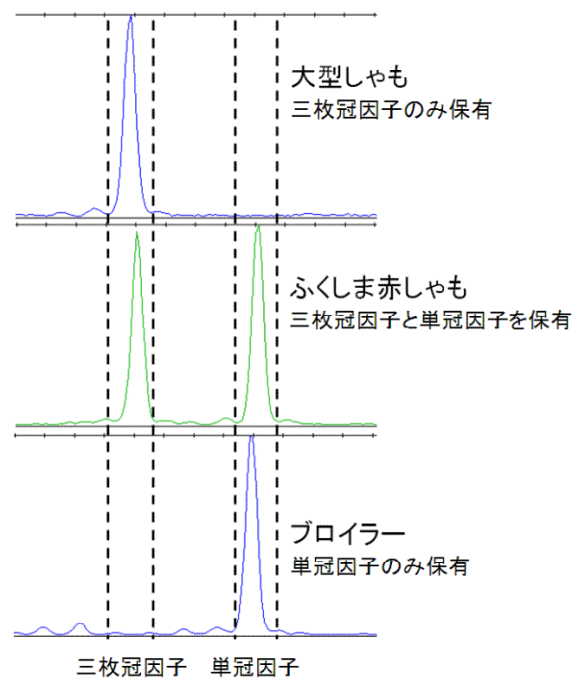 大型しゃも
三枚冠因子のみ保有
ふくしま赤しゃも
三枚冠因子と単冠因子を保有
ブロイラー
単冠因子のみ保有
三枚冠因子 単冠因子